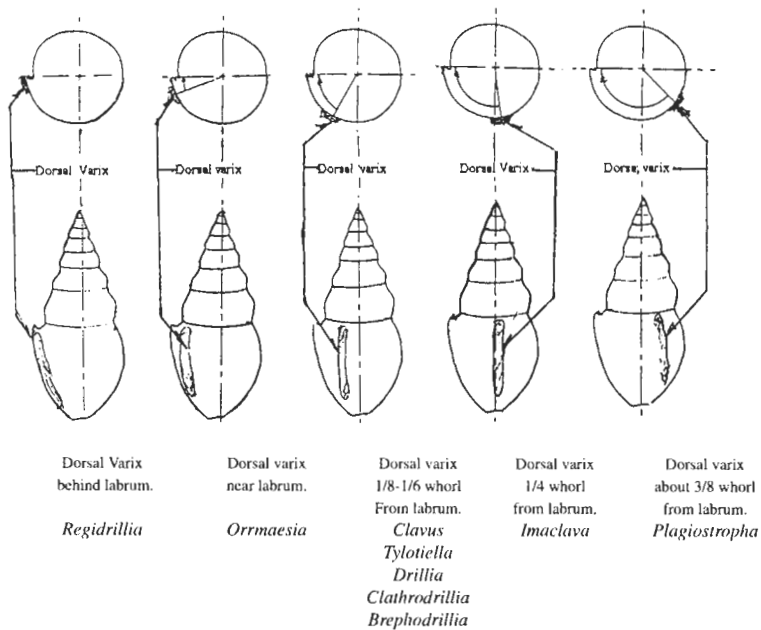 Dorsal Varix
Dorsal varix
Dorsal varix
Dorsal Varix
Dorsal varix
Dorsal Varix
behind labrum.
Regidrillia
Dorsal varix
near labrum.
Orrmaesia
Dorsal varix
1/8-1/6 whorl
From labrum.
Clavus
Tylotiella
Drillia
Clathrodrillia
Brephodrillia
Dorsal varix
1/4 whorl
from labrum.
Imaclava
Dorsal varix
about 3/8 whorl
from labrum.
Plagiostropha